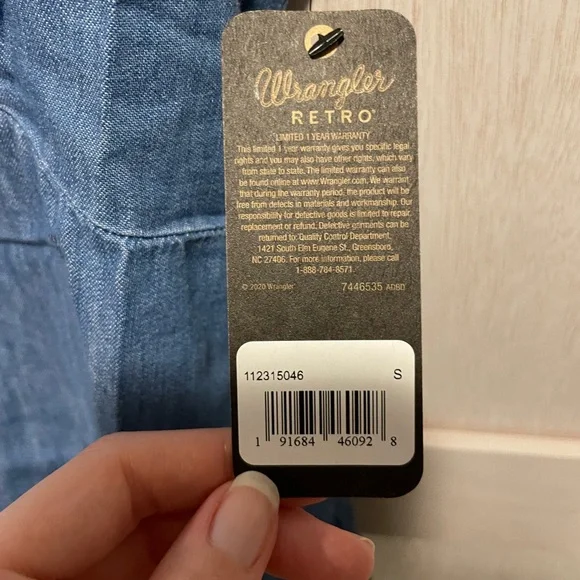 Wrangler
RETRO
LIMITED 1 YEAR WARRANTY
This limited 1 year warranty gives you specific legal
rights and you may also have other rights, which vary
from state to state. The limited warranty can also
be found online at www.Wrangler.com. We warrant
that during the warranty period, the product will be
free from defects in materials and workmanship. Our
responsibility for defective goods is limited to repair,
replacement or refund. Defective garments can be
returned to: Quality Control Department,
1421 South Elm Eugene St., Greensboro,
NC 27406. For more information, please call
1-888-784-8571.
© 2020 Wrangler 7446535 ADBD
112315046 S
1 91684 46092 8